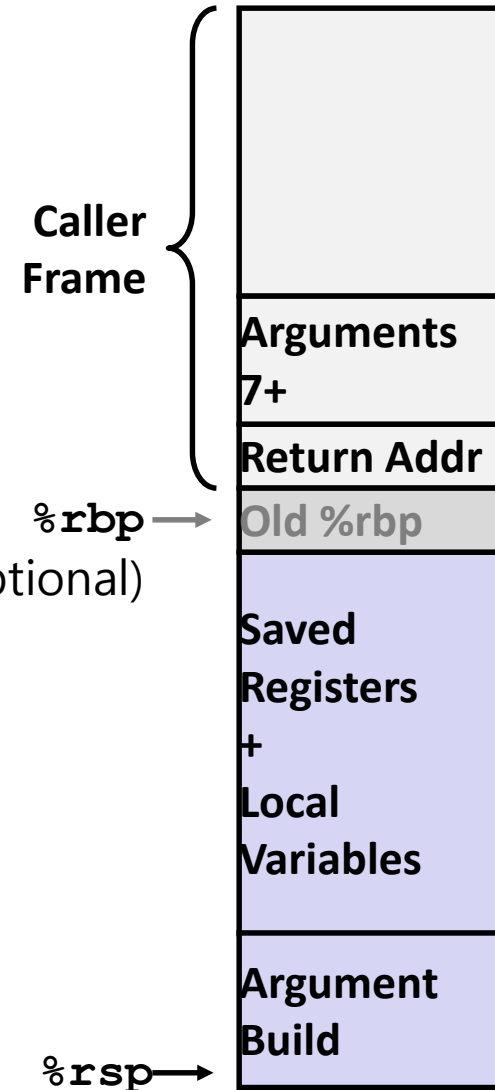 Caller
Frame
Arguments
7+
Return Addr
%rbp
Old %rbp
ptional)
Saved
Registers
+
Local
Variables
Argument
Build
%rsp